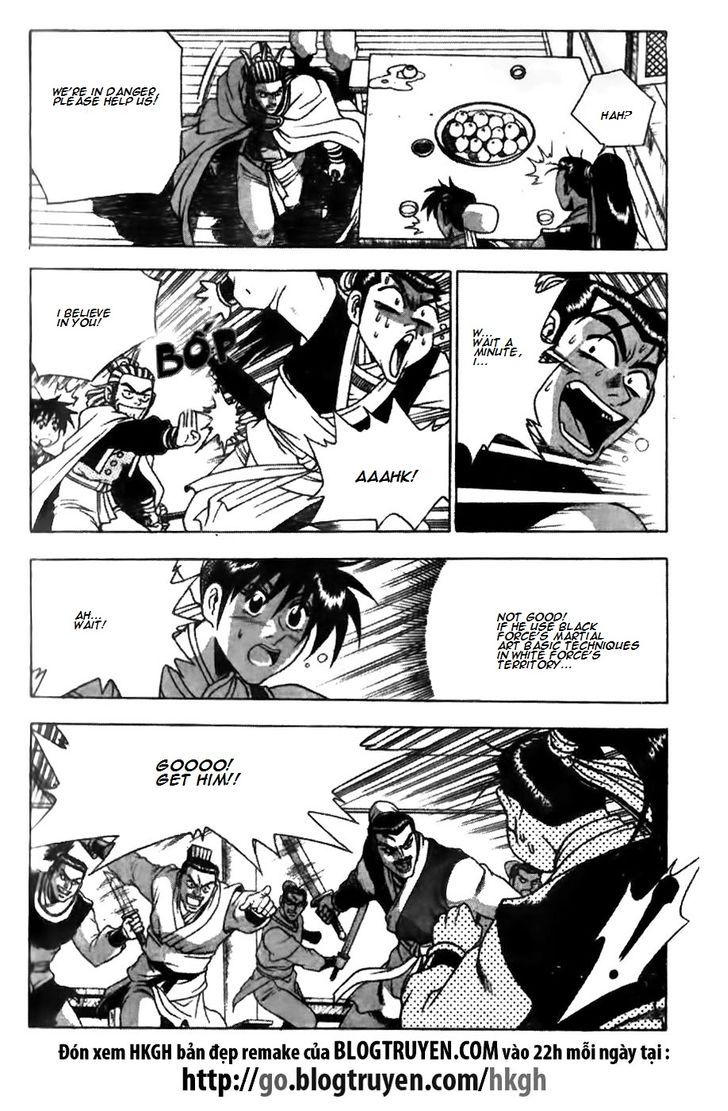 WE'RE IN DANGER,
PLEASE HELP US!
HAH?
I BELIEVE
IN YOU!
BỐP
AAAHK!
W...
WAIT A
MINUTE,
I...
AH...
WAIT!
NOT GOOD!
IF HE USE BLACK
FORCE'S MARTIAL
ART BASIC TECHNIQUES
IN WHITE FORCE'S
TERRITORY...
GOOOO!
GET HIM!!
!
Đón xem HKGH bản đẹp remake của BLOGTRUYEN.COM vào 22h mỗi ngày tại :
http://go.blogtruyen.com/hkgh